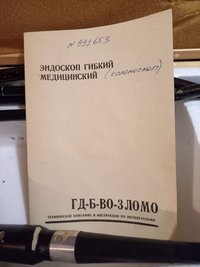 № 911653
ЭНДОСКОП ГИБКИЙ
МЕДИЦИНСКИЙ (колоноскоп)
ГД-Б-ВО-3 ЛОМО
ТЕХНИЧЕСКОЕ ОПИСАНИЕ И ИНСТРУКЦИЯ ПО ЭКСПЛУАТАЦИИ